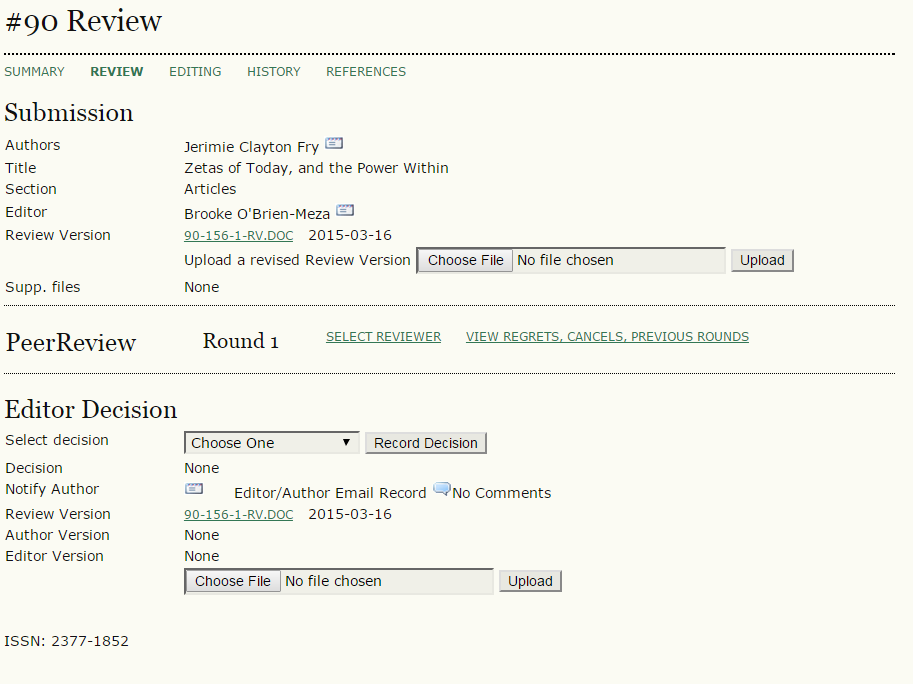 #90 Review
SUMMARY REVIEW EDITING HISTORY REFERENCES
Submission
Authors Jerimie Clayton Fry
Title Zetas of Today, and the Power Within
Section Articles
Editor Brooke O'Brien-Meza
Review Version 90-156-1-RV.DOC 2015-03-16
Upload a revised Review Version Choose File No file chosen Upload
Supp. files None
PeerReview Round 1 SELECT REVIEWER VIEW REGRETS, CANCELS, PREVIOUS ROUNDS
Editor Decision
Select decision Choose One Record Decision
Decision None
Notify Author Editor/Author Email Record No Comments
Review Version 90-156-1-RV.DOC 2015-03-16
Author Version None
Editor Version None
Choose File No file chosen Upload
ISSN: 2377-1852